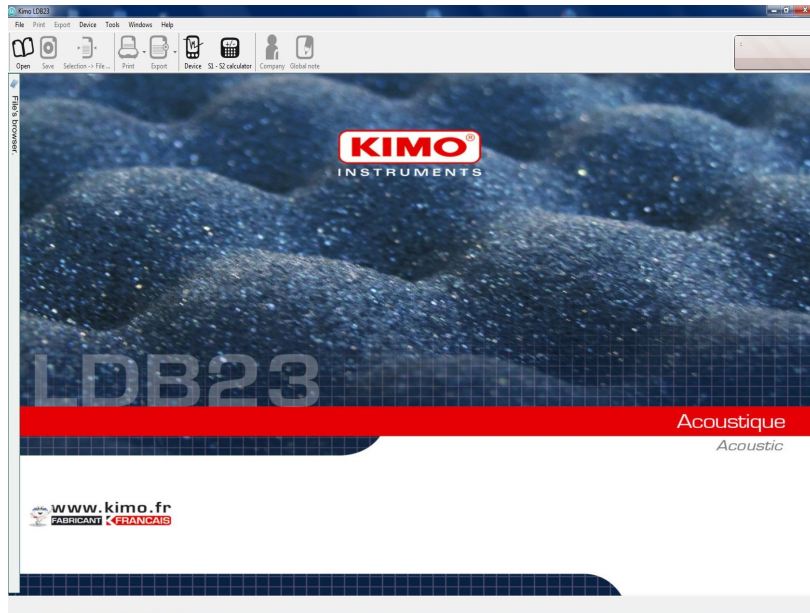 Kimo LDB23
File Print Export Device Tools Windows Help
Open Save Selection -> File ... Print Export Device S1 - S2 calculator Company Global note
:
File's browser.
KIMO®
INSTRUMENTS
LDB23
Acoustique
Acoustic
www.kimo.fr
FABRICANT FRANCAIS